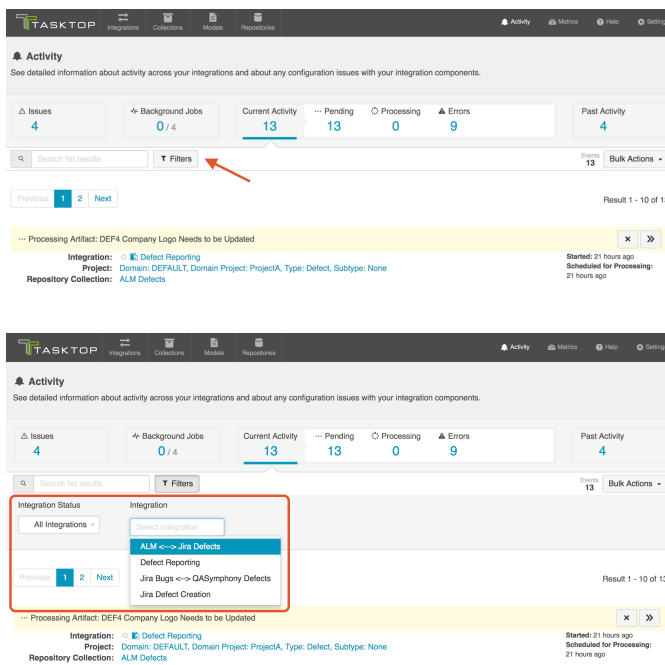 TASKTOP Integrations Collections Models Repositories Activity Metrics Help Setting
Activity
See detailed information about activity across your integrations and about any configuration issues with your integration components.
Issues Background Jobs Current Activity ··· Pending Processing Errors Past Activity
4 0 / 4 13 13 0 9 4
Search list results Filters Events 13 Bulk Actions
Previous 1 2 Next Result 1 - 10 of 13
··· Processing Artifact: DEF4 Company Logo Needs to be Updated
Integration: Defect Reporting Started: 21 hours ago
Project: Domain: DEFAULT, Domain Project: ProjectA, Type: Defect, Subtype: None Scheduled for Processing:
Repository Collection: ALM Defects 21 hours ago
TASKTOP Integrations Collections Models Repositories Activity Metrics Help Setting
Activity
See detailed information about activity across your integrations and about any configuration issues with your integration components.
Issues Background Jobs Current Activity ··· Pending Processing Errors Past Activity
4 0 / 4 13 13 0 9 4
Search list results Filters Events 13 Bulk Actions
Integration Status Integration
All Integrations Select Integration
ALM <---> Jira Defects
Defect Reporting
Jira Bugs <--> QASymphony Defects
Jira Defect Creation
Previous 1 2 Next Result 1 - 10 of 13
··· Processing Artifact: DEF4 Company Logo Needs to be Updated
Integration: Defect Reporting Started: 21 hours ago
Project: Domain: DEFAULT, Domain Project: ProjectA, Type: Defect, Subtype: None Scheduled for Processing:
Repository Collection: ALM Defects 21 hours ago